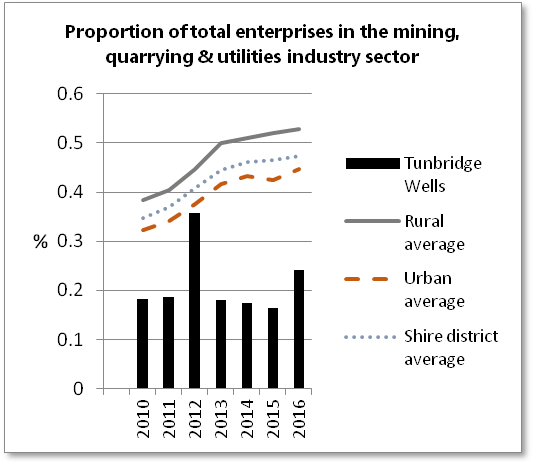 Proportion of total enterprises in the mining,
quarrying & utilities industry sector
0.6
0.5
0.4
0.3
0.2
0.1
0
%
2010
2011
2012
2013
2014
2015
2016
Tunbridge
Wells
Rural
average
Urban
average
Shire district
average